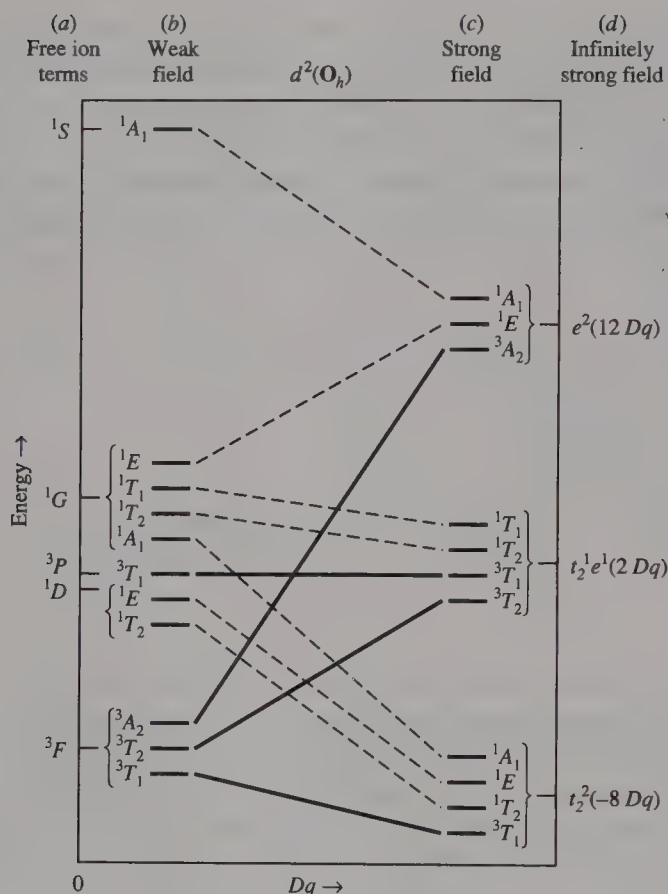 (a) (b) (c) (d)
Free ion Weak Strong Infinitely
terms field d²(Oₕ) field strong field
¹S ¹A₁
¹A₁
¹E e²(12 Dq)
³A₂
¹E
¹T₁
¹G ¹T₂
¹A₁
¹T₁
¹T₂
³P ³T₁ ³T₁ t₂¹e¹(2 Dq)
¹D ¹E ³T₂
¹T₂
³A₂
³F ³T₂
³T₁
¹A₁
¹E
¹T₂ t₂²(−8 Dq)
³T₁
Energy →
0 Dq →